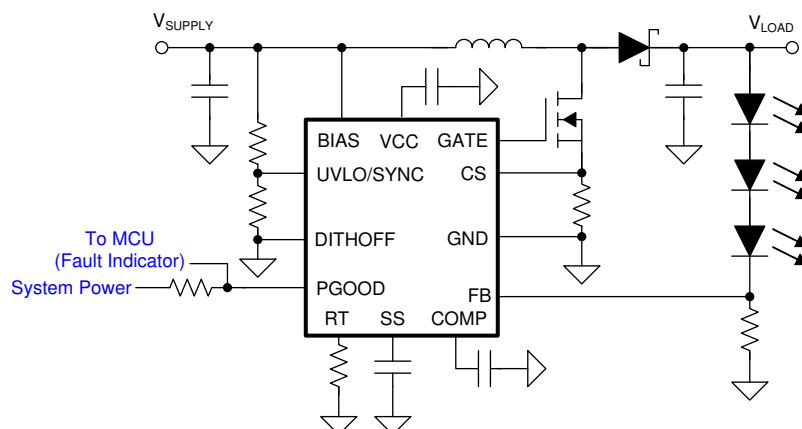 VSUPPLY
VLOAD
BIAS
VCC
GATE
UVLO/SYNC
CS
DITHOFF
GND
To MCU
(Fault Indicator)
System Power
PGOOD
FB
RT
SS
COMP